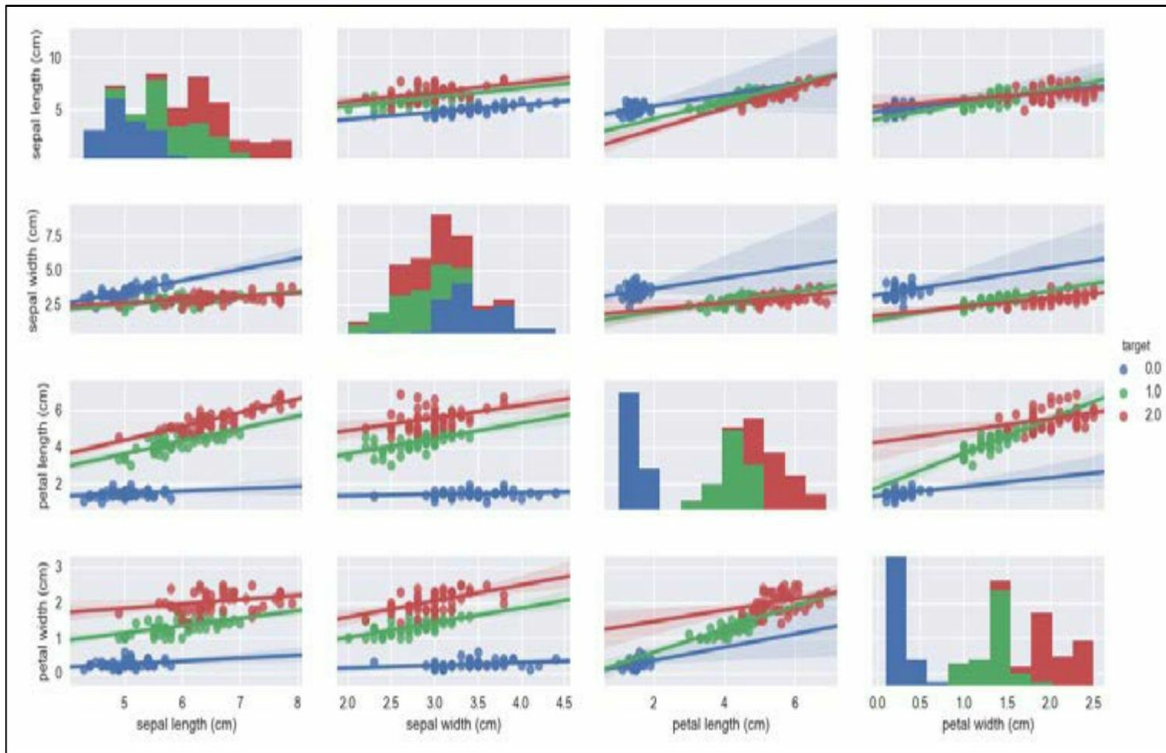 sepal length (cm)
10
5
sepal width (cm)
7.5
5.0
2.5
petal length (cm)
6
4
2
petal width (cm)
3
2
1
0
5 6 7 8
sepal length (cm)
2.0 2.5 3.0 3.5 4.0 4.5
sepal width (cm)
2 4 6
petal length (cm)
0.0 0.5 1.0 1.5 2.0 2.5
petal width (cm)
target
0.0
1.0
2.0